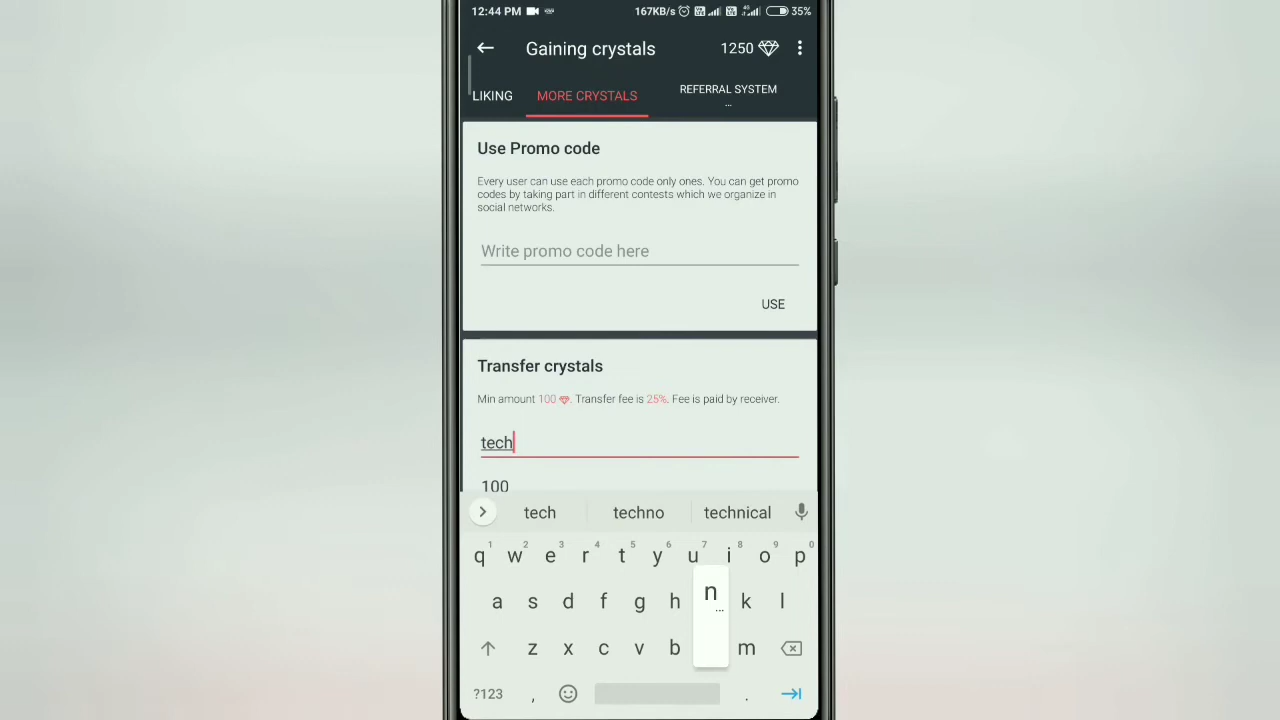 12:44 PM 167KB/s 35%
Gaining crystals 1250
LIKING MORE CRYSTALS REFERRAL SYSTEM
...
Use Promo code
Every user can use each promo code only ones. You can get promo
codes by taking part in different contests which we organize in
social networks.
Write promo code here
USE
Transfer crystals
Min amount 100 . Transfer fee is 25%. Fee is paid by receiver.
tech
100
tech techno technical
1 2 3 4 5 6 7 8 9 0
q w e r t y u i o p
a s d f g h n k l
...
z x c v b m
?123 , .